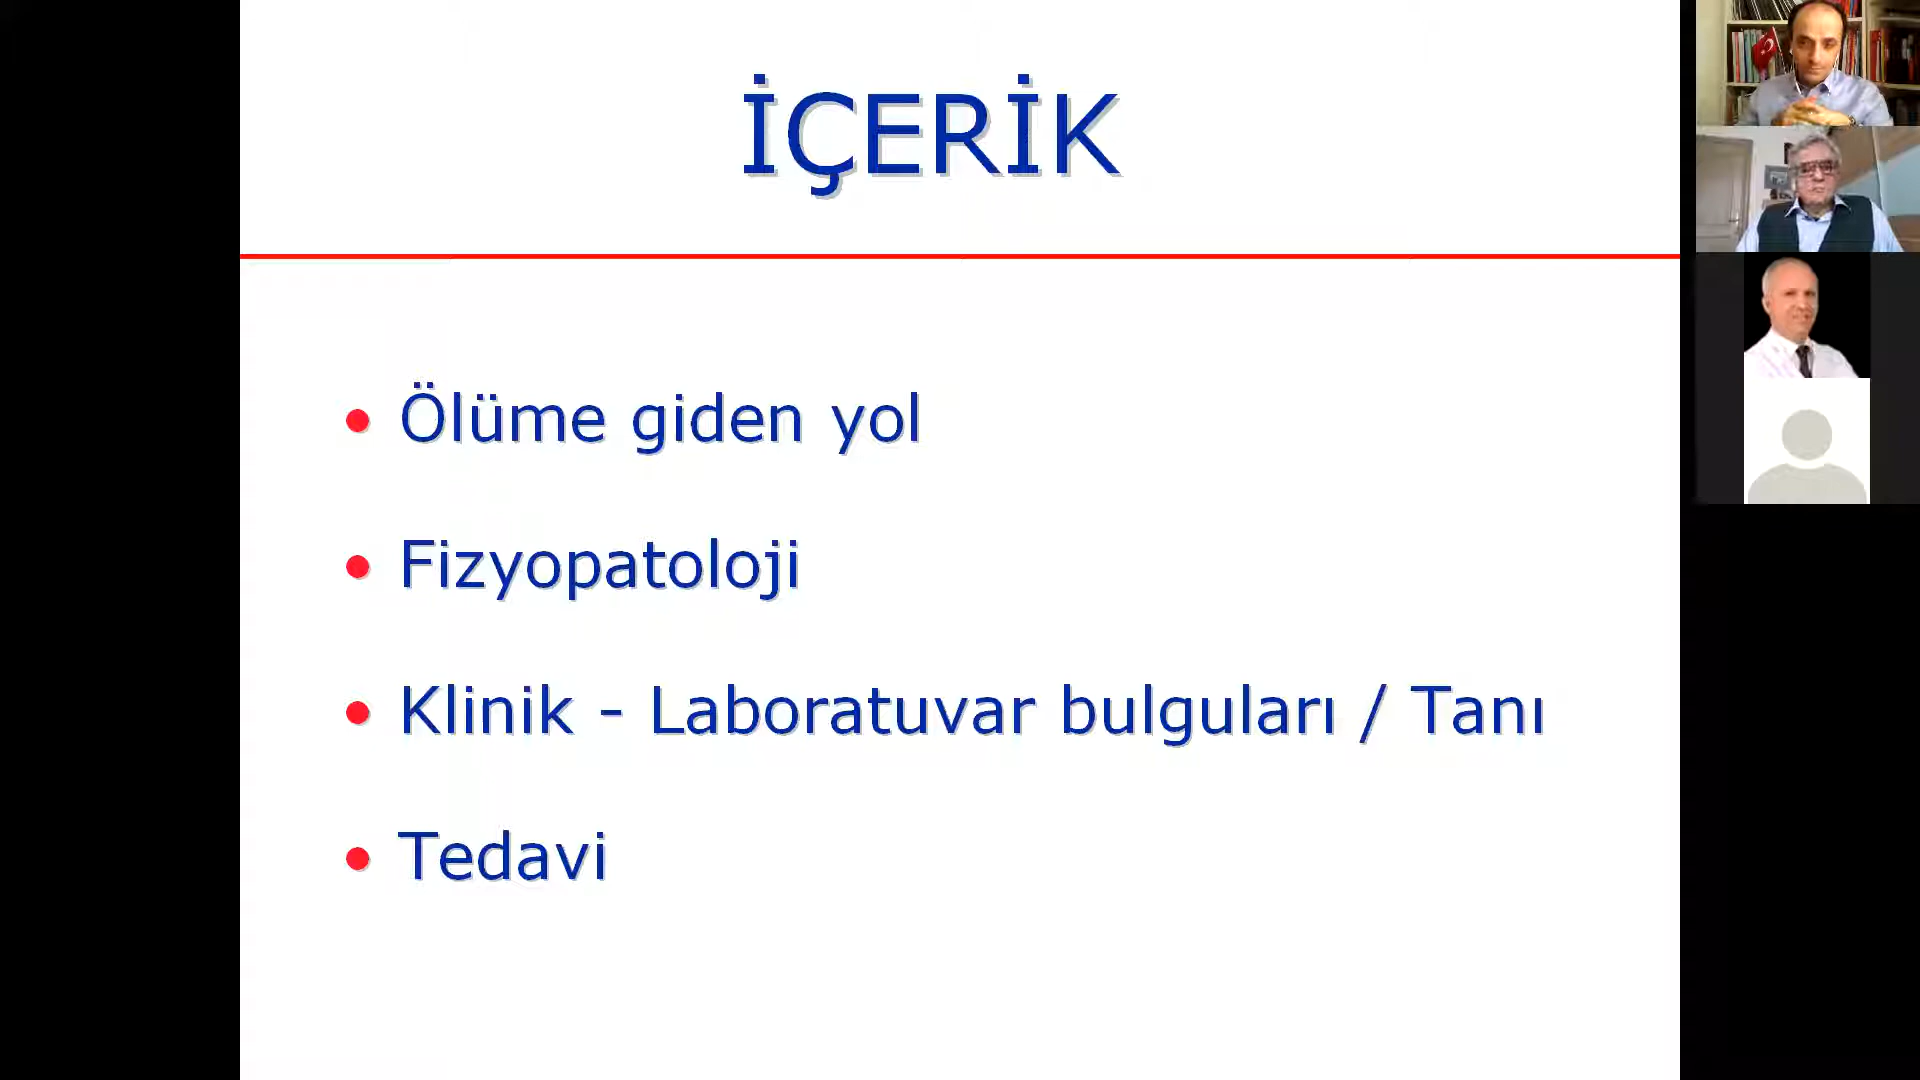 İÇERİK
Ölüme giden yol
Fizyopatoloji
Klinik - Laboratuvar bulguları / Tanı
Tedavi